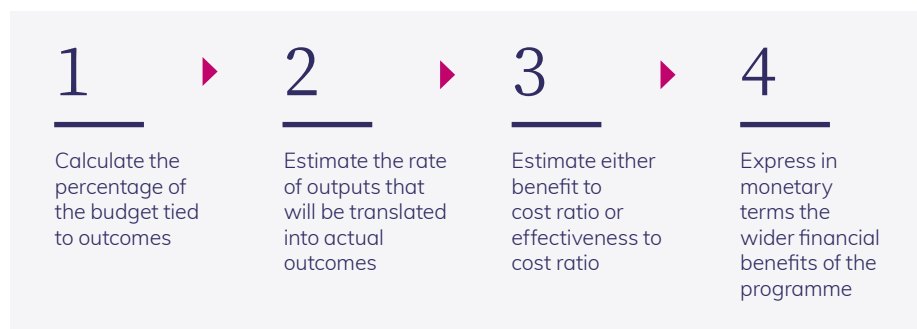 1
Calculate the
percentage of
the budget tied
to outcomes
2
Estimate the rate
of outputs that
will be translated
into actual
outcomes
3
Estimate either
benefit to
cost ratio or
effectiveness to
cost ratio
4
Express in
monetary
terms the
wider financial
benefits of the
programme